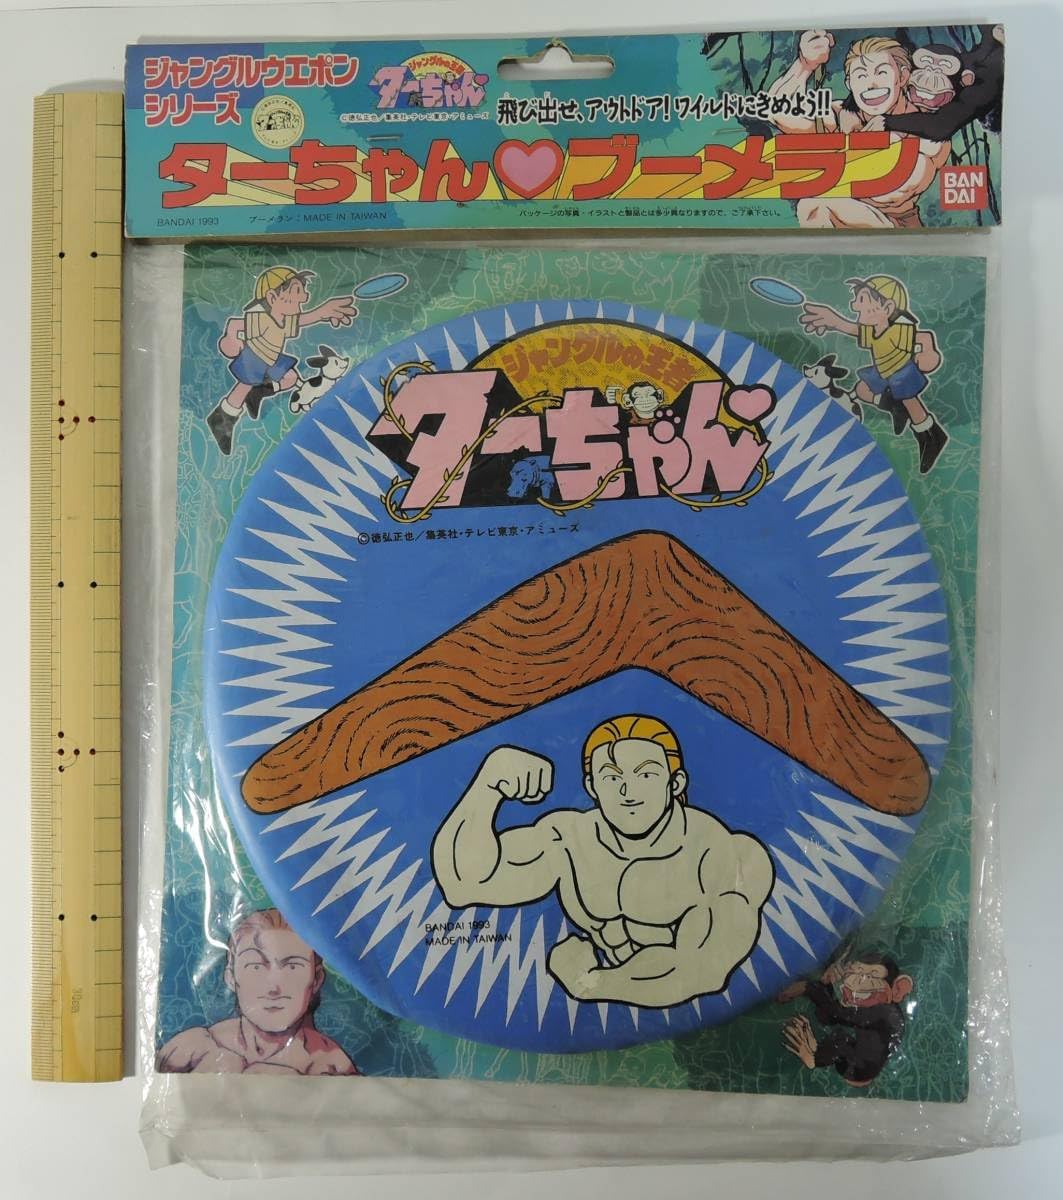 ジャングルウエポン
シリーズ
ジャングルの王者
ターちゃん
©徳弘正也/集英社・テレビ東京・アミューズ
飛び出せ、アウトドア!ワイルドにきめよう!!
ターちゃん♡ブーメラン
BANDAI 1993 ブーメラン:MADE IN TAIWAN
パッケージの写真・イラストと製品とは多少異なりますので、ご了承下さい。
BAN
DAI
ジャングルの王者
ターちゃん♡
©徳弘正也/集英社・テレビ東京・アミューズ
BANDAI 1993
MADE IN TAIWAN
10cm